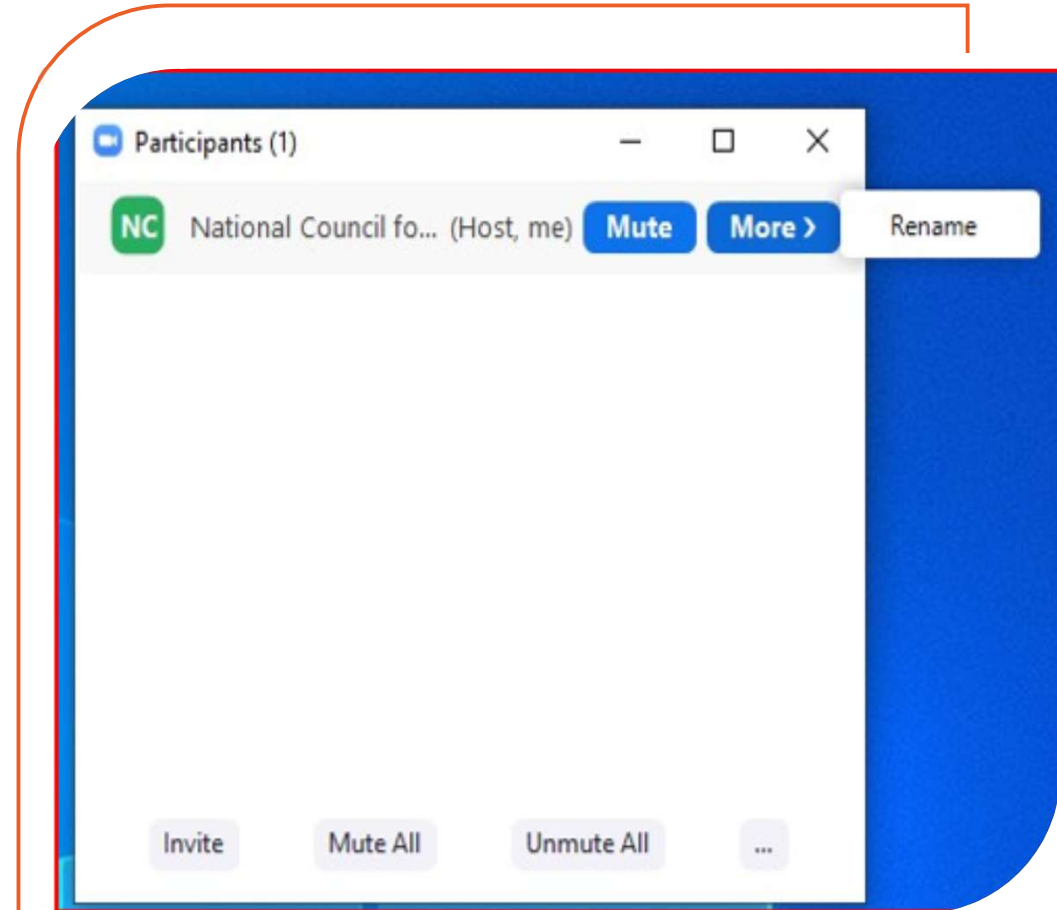 Participants (1)
NC National Council fo... (Host, me) Mute More > Rename
Invite Mute All Unmute All ...